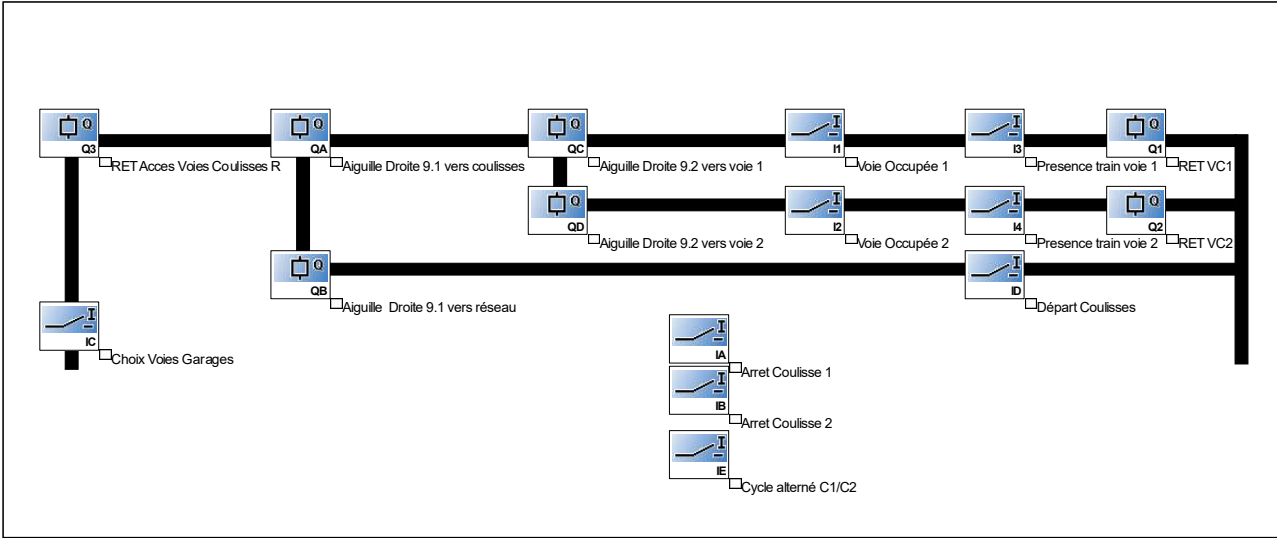 Q
Q3
RET Acces Voies Coulisses R
Q
QA
Aiguille Droite 9.1 vers coulisses
Q
QC
Aiguille Droite 9.2 vers voie 1
I
I1
Voie Occupée 1
I
I3
Presence train voie 1
Q
Q1
RET VC1
Q
QD
Aiguille Droite 9.2 vers voie 2
I
I2
Voie Occupée 2
I
I4
Presence train voie 2
Q
Q2
RET VC2
Q
QB
Aiguille Droite 9.1 vers réseau
I
ID
Départ Coulisses
I
IC
Choix Voies Garages
I
IA
Arret Coulisse 1
I
IB
Arret Coulisse 2
I
IE
Cycle alterné C1/C2